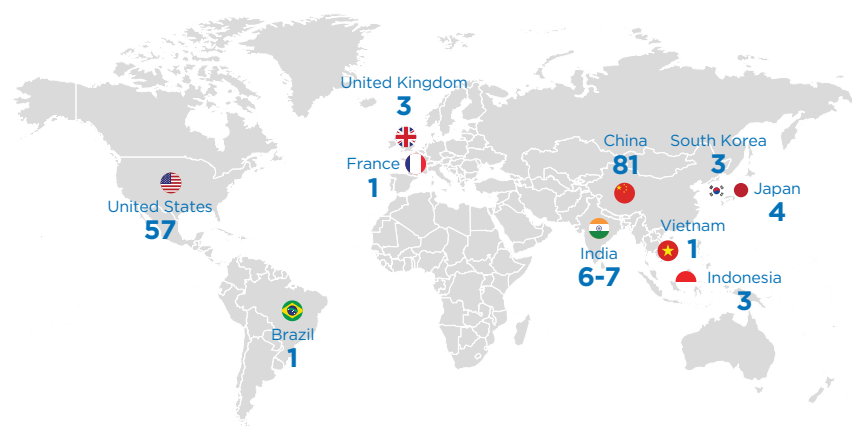 United Kingdom
3
France
1
United States
57
China
81
South Korea
3
Japan
4
Vietnam
1
India
6-7
Indonesia
3
Brazil
1